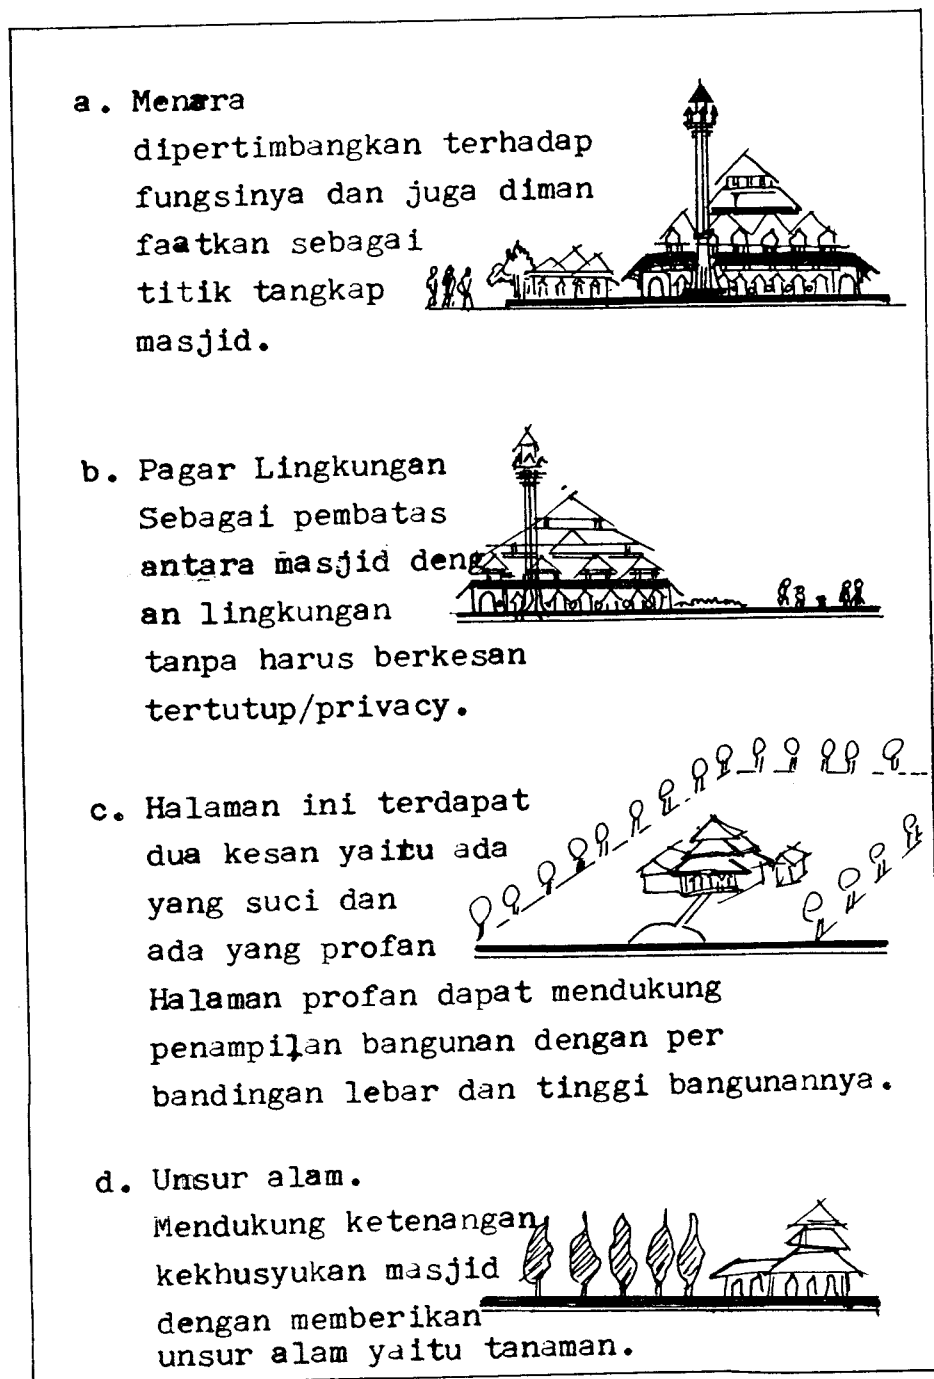 a. Menara
dipertimbangkan terhadap
fungsinya dan juga diman
faatkan sebagai
titik tangkap
masjid.
b. Pagar Lingkungan
Sebagai pembatas
antara masjid deng
an lingkungan
tanpa harus berkesan
tertutup/privacy.
c. Halaman ini terdapat
dua kesan yaitu ada
yang suci dan
ada yang profan
Halaman profan dapat mendukung
penampilan bangunan dengan per
bandingan lebar dan tinggi bangunannya.
d. Unsur alam.
Mendukung ketenangan,
kekhusyukan masjid
dengan memberikan
unsur alam yaitu tanaman.